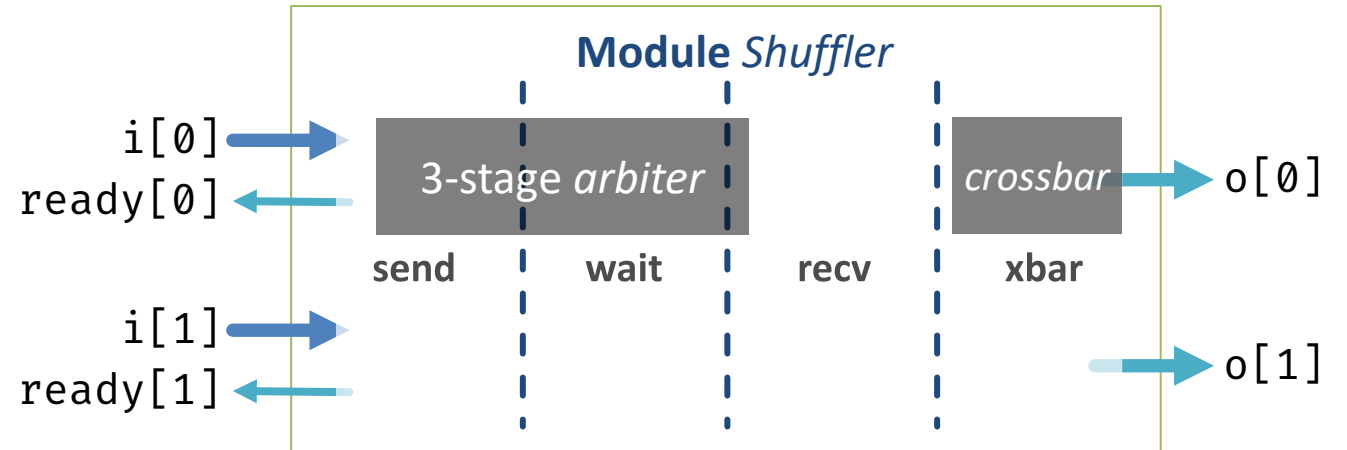 Module Shuffler
i[0]
ready[0]
3-stage arbiter
crossbar
o[0]
send wait recv xbar
i[1]
ready[1]
o[1]